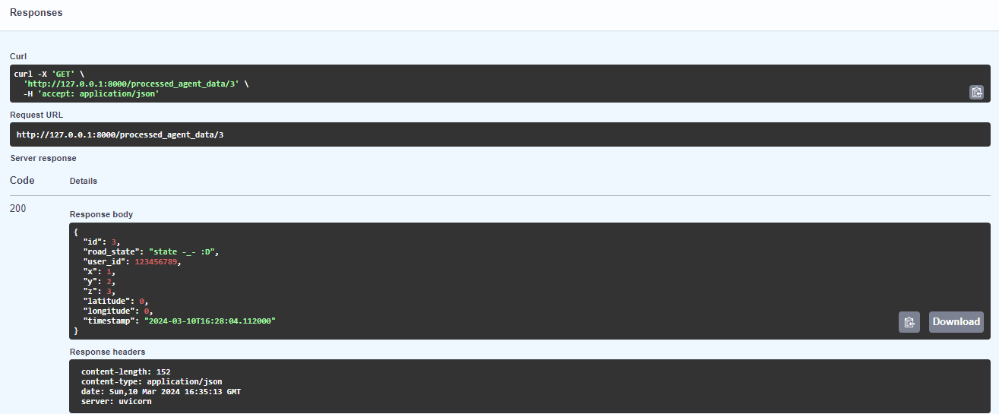 Responses
Curl
curl -X 'GET' \
  'http://127.0.0.1:8000/processed_agent_data/3' \
  -H 'accept: application/json'
Request URL
http://127.0.0.1:8000/processed_agent_data/3
Server response
Code Details
200
Response body
{
  "id": 3,
  "road_state": "state -_- :D",
  "user_id": 123456789,
  "x": 1,
  "y": 2,
  "z": 3,
  "latitude": 0,
  "longitude": 0,
  "timestamp": "2024-03-10T16:28:04.112000"
}
Download
Response headers
content-length: 152
content-type: application/json
date: Sun,10 Mar 2024 16:35:13 GMT
server: uvicorn